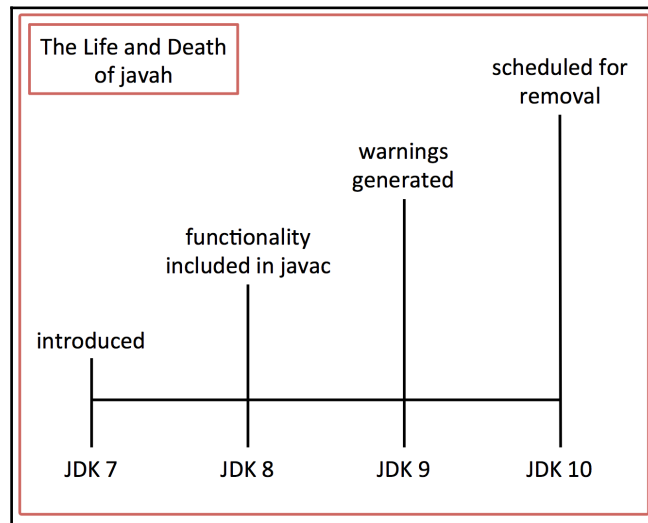 The Life and Death
of javah
scheduled for
removal
warnings
generated
functionality
included in javac
introduced
JDK 7
JDK 8
JDK 9
JDK 10